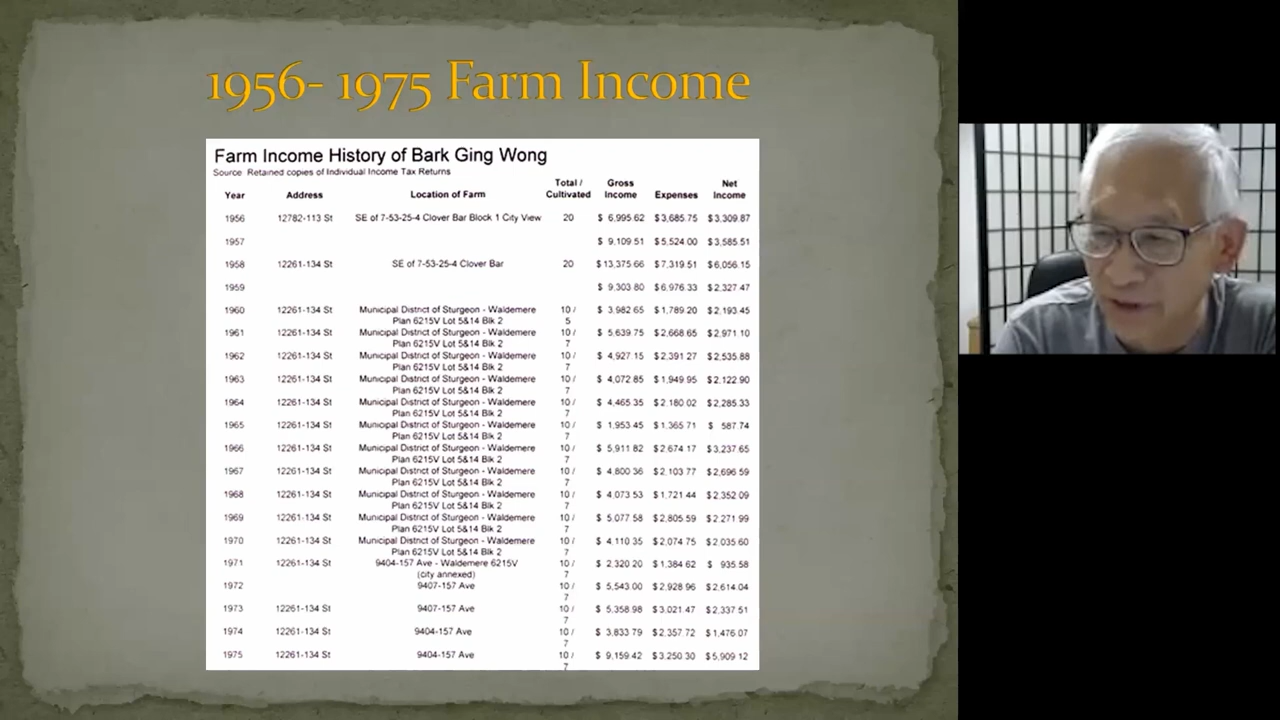 1956- 1975 Farm Income
Farm Income History of Bark Ging Wong
Source Retained copies of Individual Income Tax Returns
Year Address Location of Farm Total / Cultivated Gross Income Expenses Net Income
1956 12782-113 St SE of 7-53-25-4 Clover Bar Block 1 City View 20 $ 6,995.62 $3,685.75 $3,309.87
1957 $ 9,109.51 $5,524.00 $3,585.51
1958 12261-134 St SE of 7-53-25-4 Clover Bar 20 $13,375.66 $7,319.51 $6,056.15
1959 $ 9,303.80 $6,976.33 $2,327.47
1960 12261-134 St Municipal District of Sturgeon - Waldemere 10 / $ 3,982.65 $1,789.20 $2,193.45
Plan 6215V Lot 5&14 Blk 2 5
1961 12261-134 St Municipal District of Sturgeon - Waldemere 10 / $ 5,639.75 $2,668.65 $2,971.10
Plan 6215V Lot 5&14 Blk 2 7
1962 12261-134 St Municipal District of Sturgeon - Waldemere 10 / $ 4,927.15 $2,391.27 $2,535.88
Plan 6215V Lot 5&14 Blk 2 7
1963 12261-134 St Municipal District of Sturgeon - Waldemere 10 / $ 4,072.85 $1,949.95 $2,122.90
Plan 6215V Lot 5&14 Blk 2 7
1964 12261-134 St Municipal District of Sturgeon - Waldemere 10 / $ 4,465.35 $2,180.02 $2,285.33
Plan 6215V Lot 5&14 Blk 2 7
1965 12261-134 St Municipal District of Sturgeon - Waldemere 10 / $ 1,953.45 $1,365.71 $ 587.74
Plan 6215V Lot 5&14 Blk 2 7
1966 12261-134 St Municipal District of Sturgeon - Waldemere 10 / $ 5,911.82 $2,674.17 $3,237.65
Plan 6215V Lot 5&14 Blk 2 7
1967 12261-134 St Municipal District of Sturgeon - Waldemere 10 / $ 4,800.36 $2,103.77 $2,696.59
Plan 6215V Lot 5&14 Blk 2 7
1968 12261-134 St Municipal District of Sturgeon - Waldemere 10 / $ 4,073.53 $1,721.44 $2,352.09
Plan 6215V Lot 5&14 Blk 2 7
1969 12261-134 St Municipal District of Sturgeon - Waldemere 10 / $ 5,077.58 $2,805.59 $2,271.99
Plan 6215V Lot 5&14 Blk 2 7
1970 12261-134 St Municipal District of Sturgeon - Waldemere 10 / $ 4,110.35 $2,074.75 $2,035.60
Plan 6215V Lot 5&14 Blk 2 7
1971 12261-134 St 9404-157 Ave - Waldemere 6215V 10 / $ 2,320.20 $1,384.62 $ 935.58
(city annexed) 7
1972 9407-157 Ave 10 / $ 5,543.00 $2,928.96 $2,614.04
7
1973 12261-134 St 9407-157 Ave 10 / $ 5,358.98 $3,021.47 $2,337.51
7
1974 12261-134 St 9404-157 Ave 10 / $ 3,833.79 $2,357.72 $1,476.07
7
1975 12261-134 St 9404-157 Ave 10 / $ 9,159.42 $3,250.30 $5,909.12
7